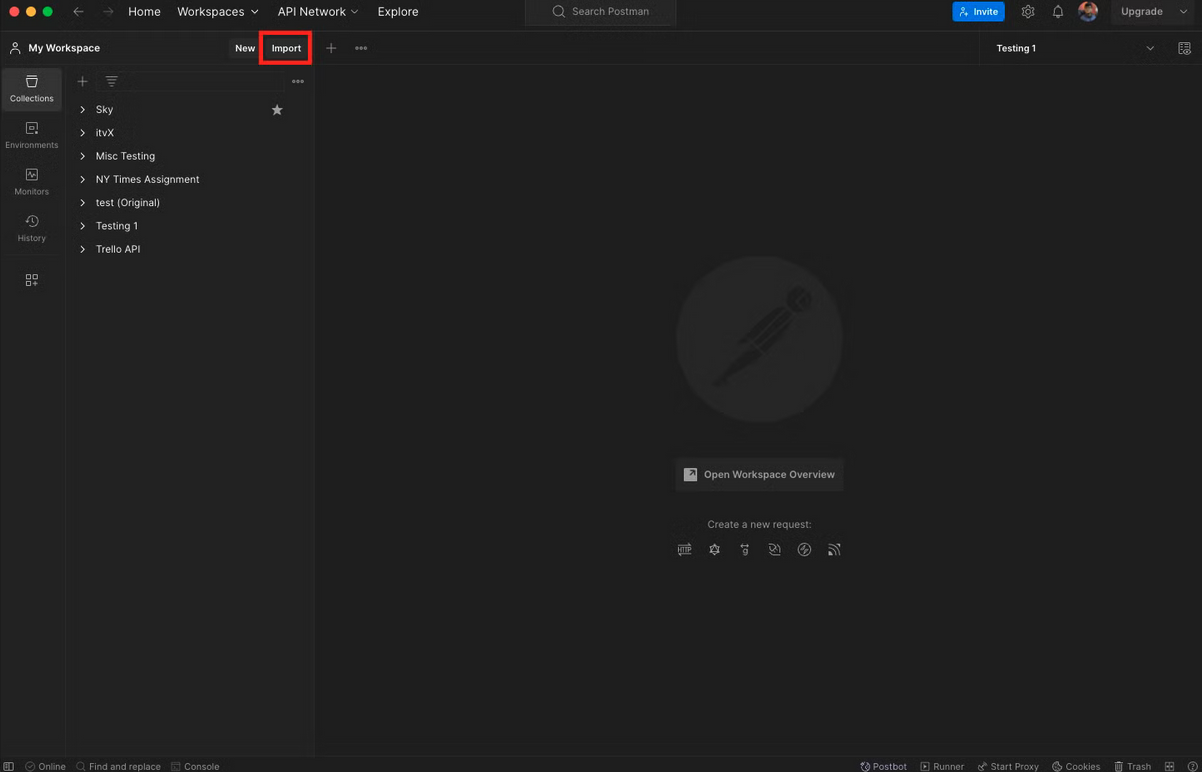 Home Workspaces API Network Explore Search Postman Invite Upgrade
My Workspace New Import Testing 1
Collections
Environments
Monitors
History
Sky
itvX
Misc Testing
NY Times Assignment
test (Original)
Testing 1
Trello API
Open Workspace Overview
Create a new request:
HTTP g
Online Find and replace Console Postbot Runner Start Proxy Cookies Trash